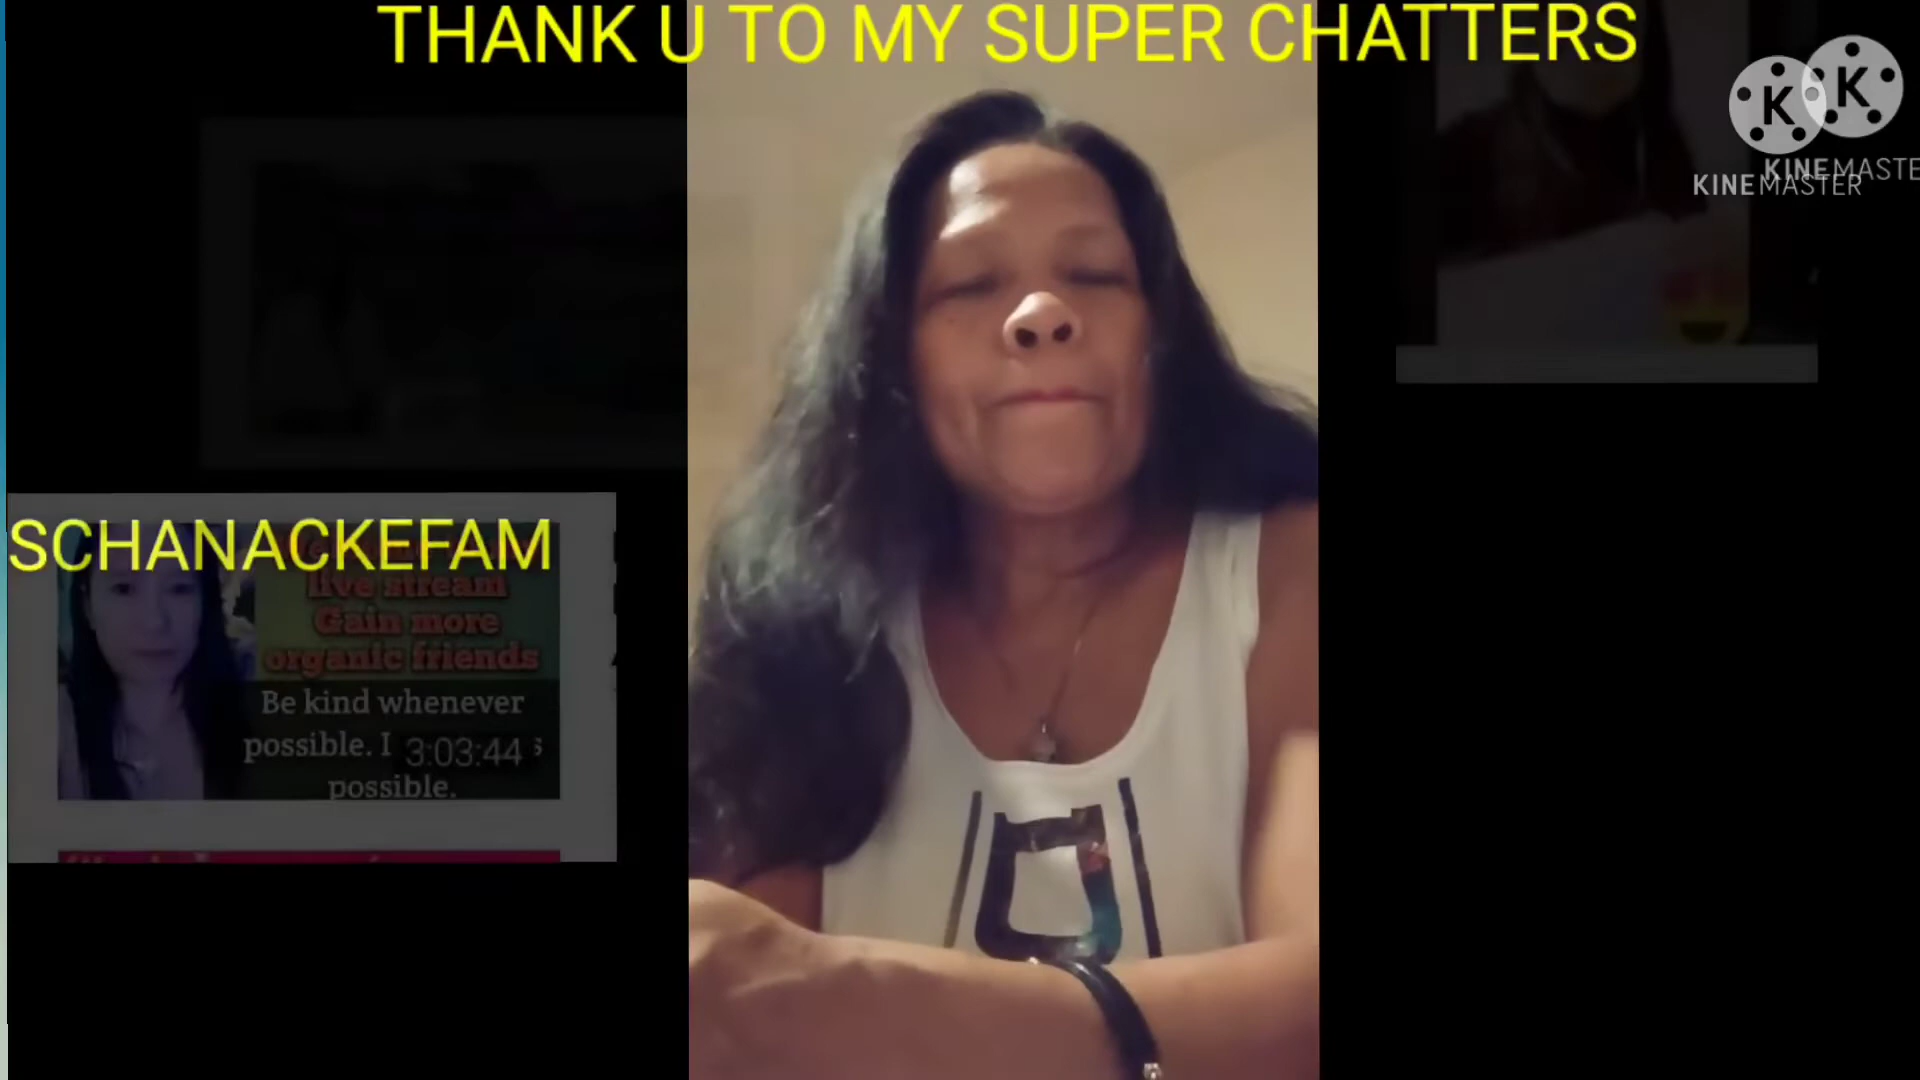 THANK U TO MY SUPER CHATTERS
K
K
KINEMASTE
KINEMASTER
SCHANACKEFAM
live stream
Gain more
organic friends
Be kind whenever
possible. I
3:03:44
s
possible.